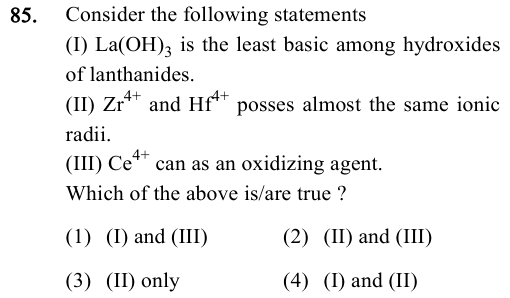 85. Consider the following statements
(I) La(OH)₃ is the least basic among hydroxides
of lanthanides.
(II) Zr⁴⁺ and Hf⁴⁺ posses almost the same ionic
radii.
(III) Ce⁴⁺ can as an oxidizing agent.
Which of the above is/are true ?
(1) (I) and (III) (2) (II) and (III)
(3) (II) only (4) (I) and (II)